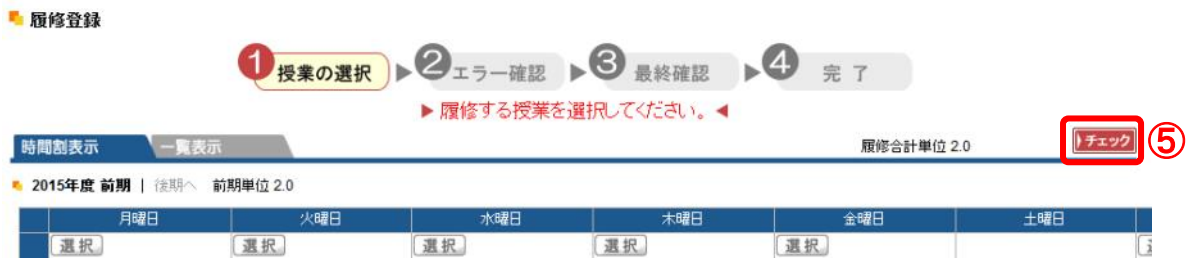 履修登録
1 授業の選択 ▶ 2 エラー確認 ▶ 3 最終確認 ▶ 4 完了
▶ 履修する授業を選択してください。 ◀
時間割表示 一覧表示 履修合計単位 2.0 チェック ⑤
2015年度 前期 | 後期へ 前期単位 2.0
月曜日 火曜日 水曜日 木曜日 金曜日 土曜日
選択 選択 選択 選択 選択